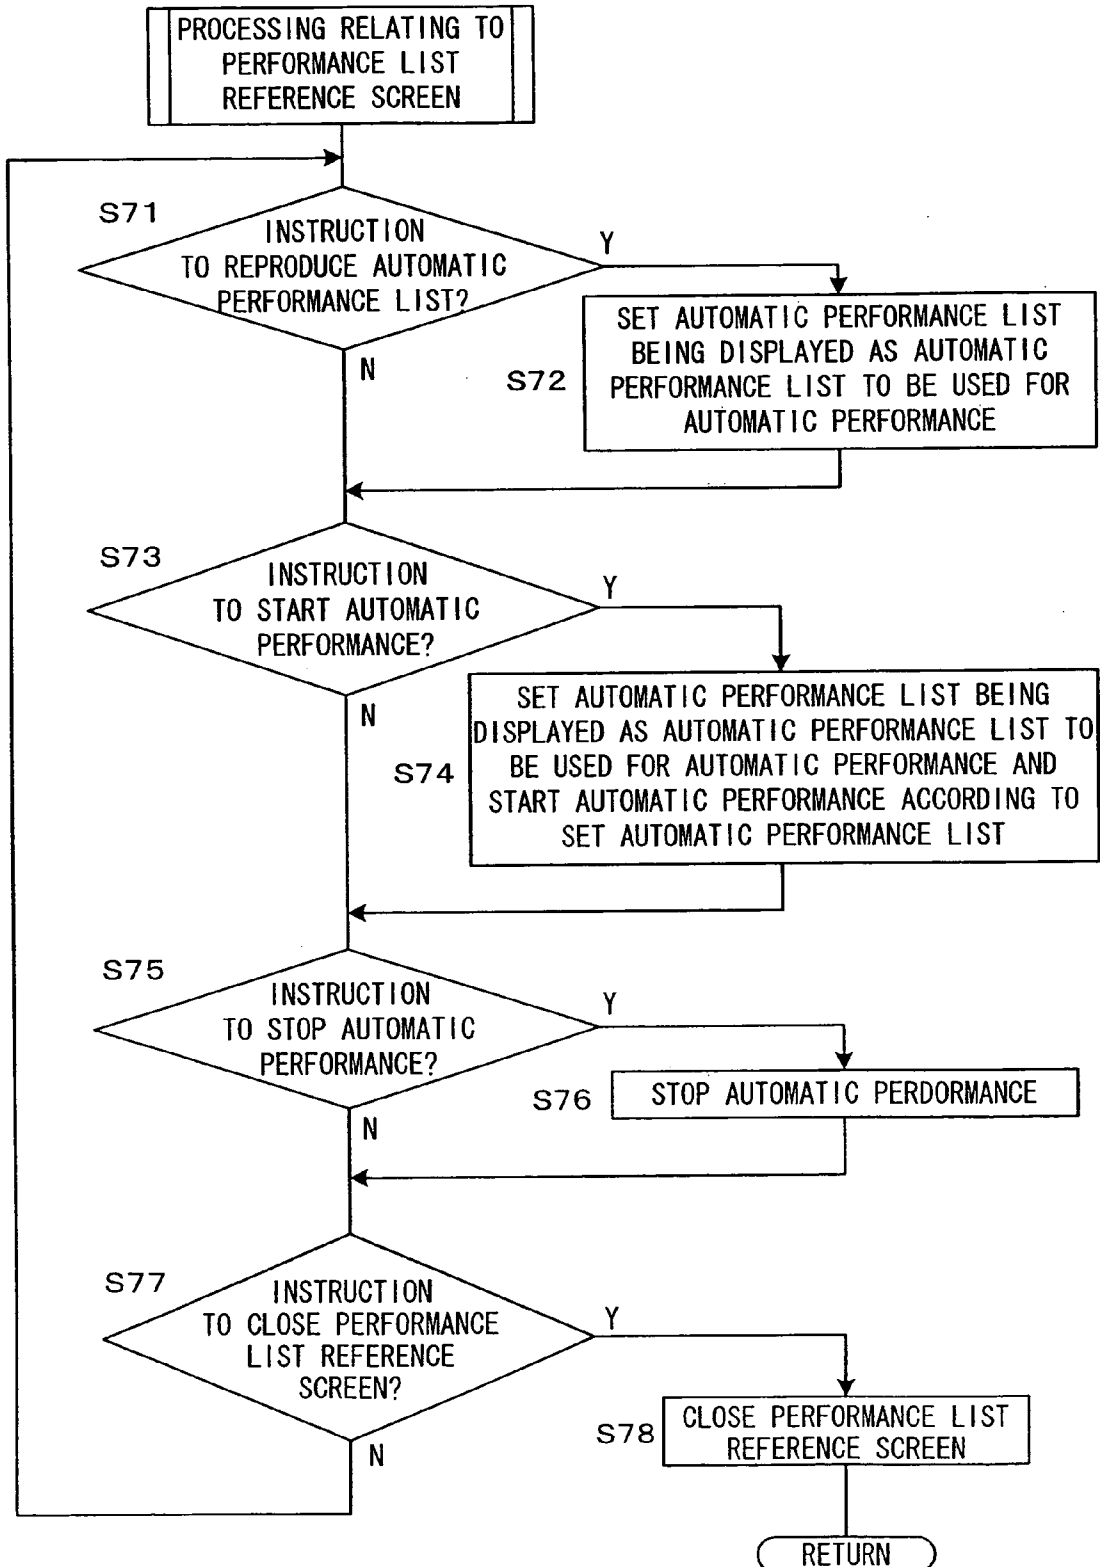 PROCESSING RELATING TO
PERFORMANCE LIST
REFERENCE SCREEN
S71
INSTRUCTION
TO REPRODUCE AUTOMATIC
PERFORMANCE LIST?
Y
N
S72
SET AUTOMATIC PERFORMANCE LIST
BEING DISPLAYED AS AUTOMATIC
PERFORMANCE LIST TO BE USED FOR
AUTOMATIC PERFORMANCE
S73
INSTRUCTION
TO START AUTOMATIC
PERFORMANCE?
Y
N
S74
SET AUTOMATIC PERFORMANCE LIST BEING
DISPLAYED AS AUTOMATIC PERFORMANCE LIST TO
BE USED FOR AUTOMATIC PERFORMANCE AND
START AUTOMATIC PERFORMANCE ACCORDING TO
SET AUTOMATIC PERFORMANCE LIST
S75
INSTRUCTION
TO STOP AUTOMATIC
PERFORMANCE?
Y
N
S76
STOP AUTOMATIC PERDORMANCE
S77
INSTRUCTION
TO CLOSE PERFORMANCE
LIST REFERENCE
SCREEN?
Y
N
S78
CLOSE PERFORMANCE LIST
REFERENCE SCREEN
RETURN